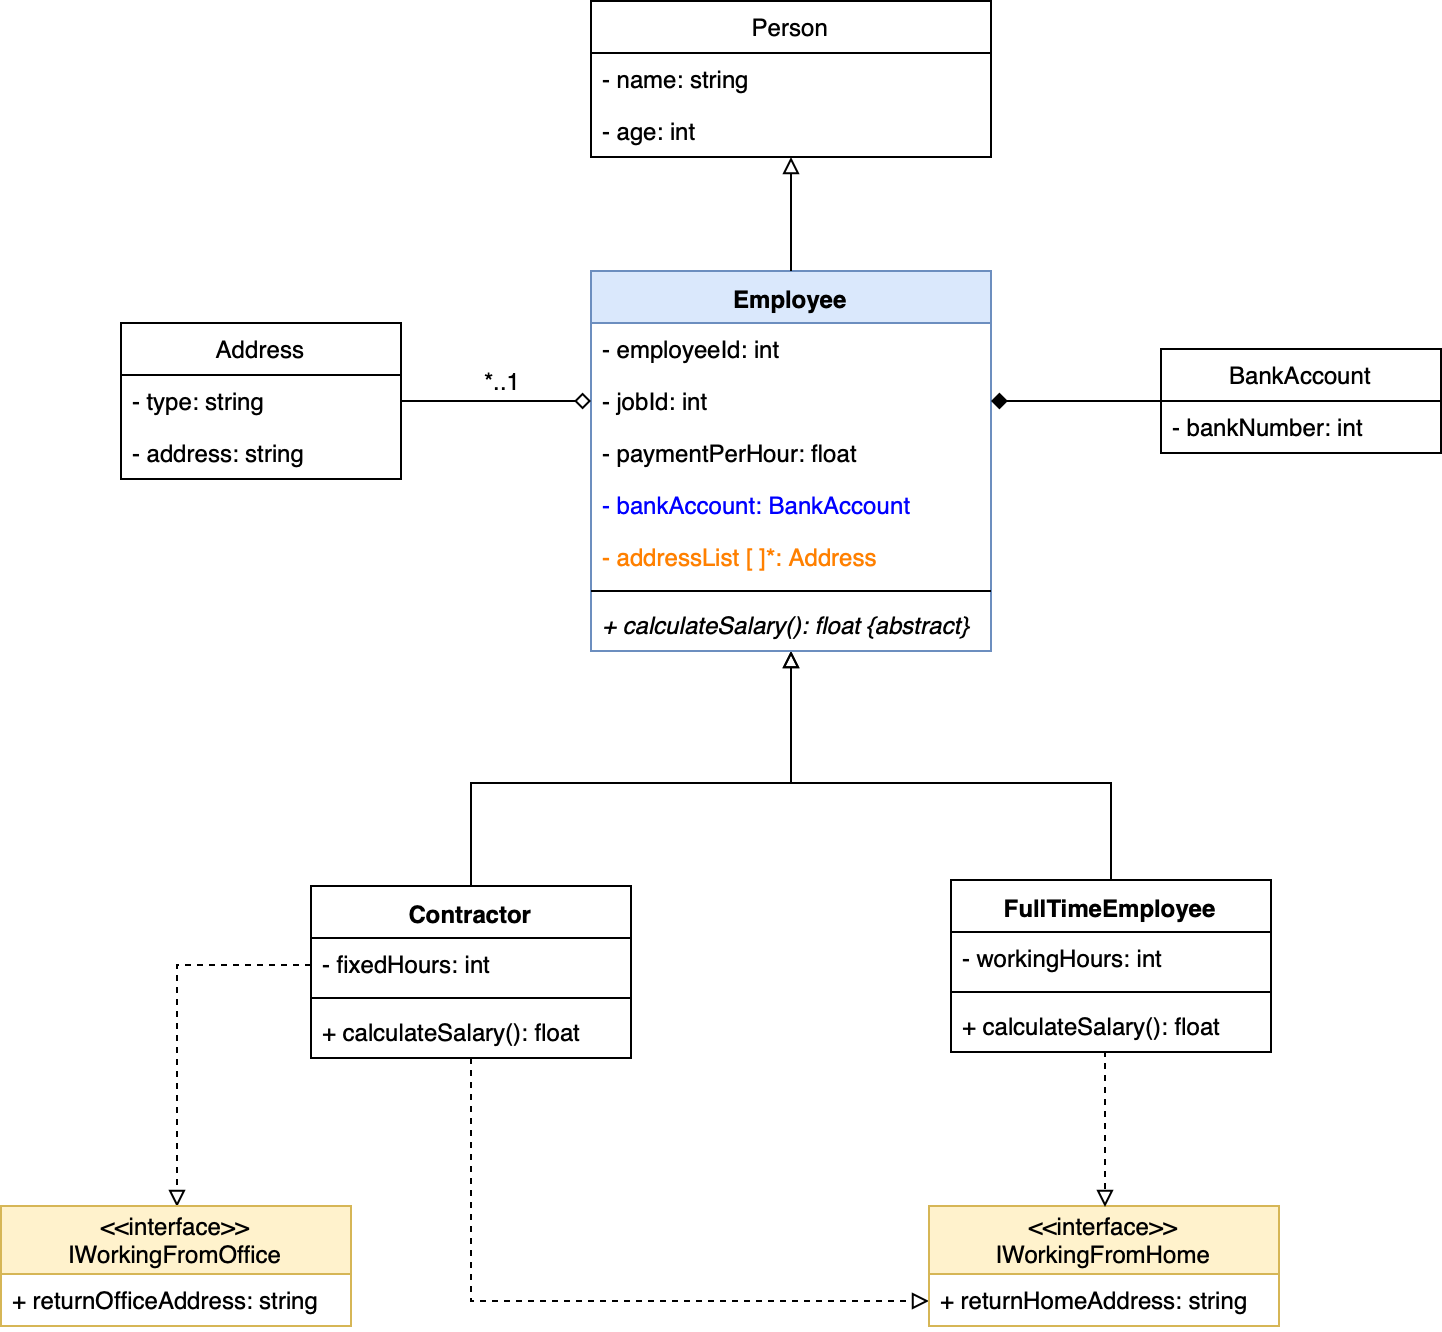 Person
- name: string
- age: int
Employee
- employeeId: int
- jobId: int
- paymentPerHour: float
- bankAccount: BankAccount
- addressList [ ]*: Address
+ calculateSalary(): float {abstract}
Address
- type: string
- address: string
*..1
BankAccount
- bankNumber: int
Contractor
- fixedHours: int
+ calculateSalary(): float
FullTimeEmployee
- workingHours: int
+ calculateSalary(): float
<<interface>>
IWorkingFromOffice
+ returnOfficeAddress: string
<<interface>>
IWorkingFromHome
+ returnHomeAddress: string